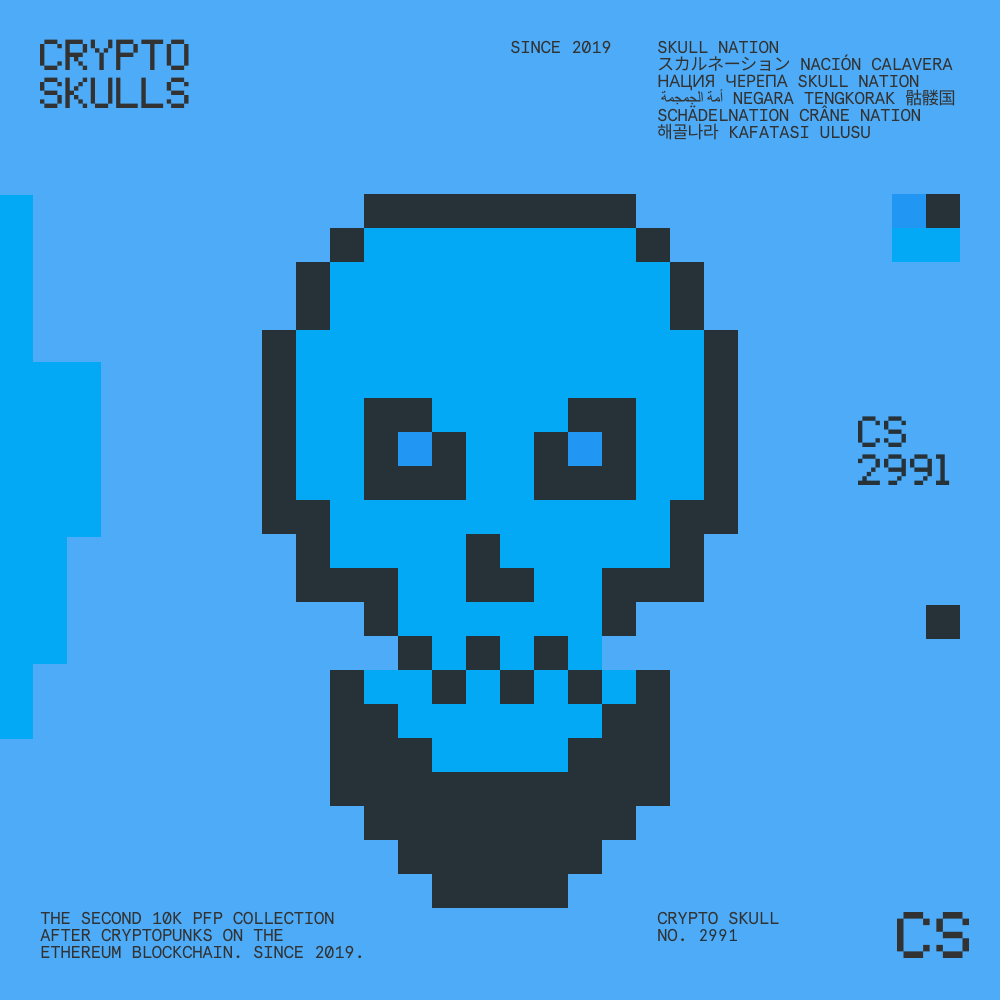 CRYPTO
SKULLS
SINCE 2019
SKULL NATION
スカルネーション NACIÓN CALAVERA
НАЦИЯ ЧЕРЕПА SKULL NATION
أمة الجمجمة NEGARA TENGKORAK 骷髅国
SCHÄDELNATION CRÂNE NATION
해골나라 KAFATASI ULUSU
CS
2991
THE SECOND 10K PFP COLLECTION
AFTER CRYPTOPUNKS ON THE
ETHEREUM BLOCKCHAIN. SINCE 2019.
CRYPTO SKULL
NO. 2991
CS